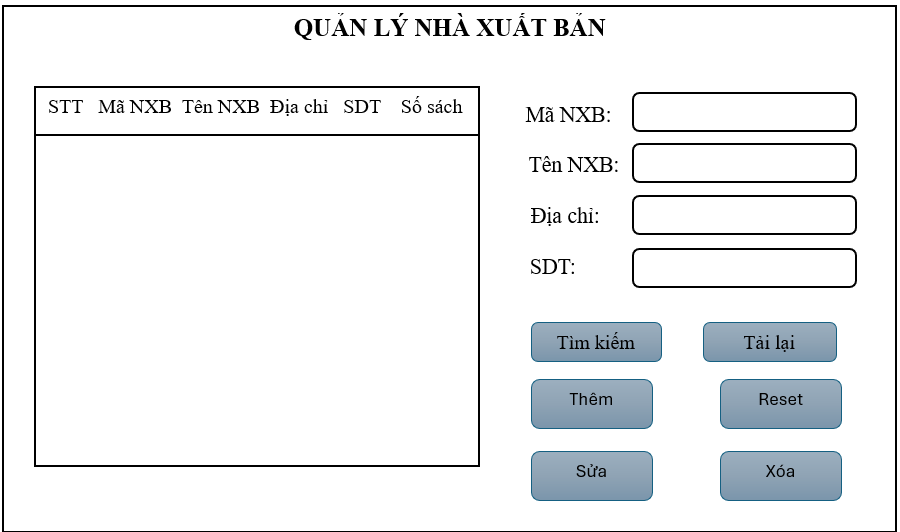 QUẢN LÝ NHÀ XUẤT BẢN
STT Mã NXB Tên NXB Địa chỉ SDT Số sách
Mã NXB:
Tên NXB:
Địa chỉ:
SDT:
Tìm kiếm Tải lại
Thêm Reset
Sửa Xóa